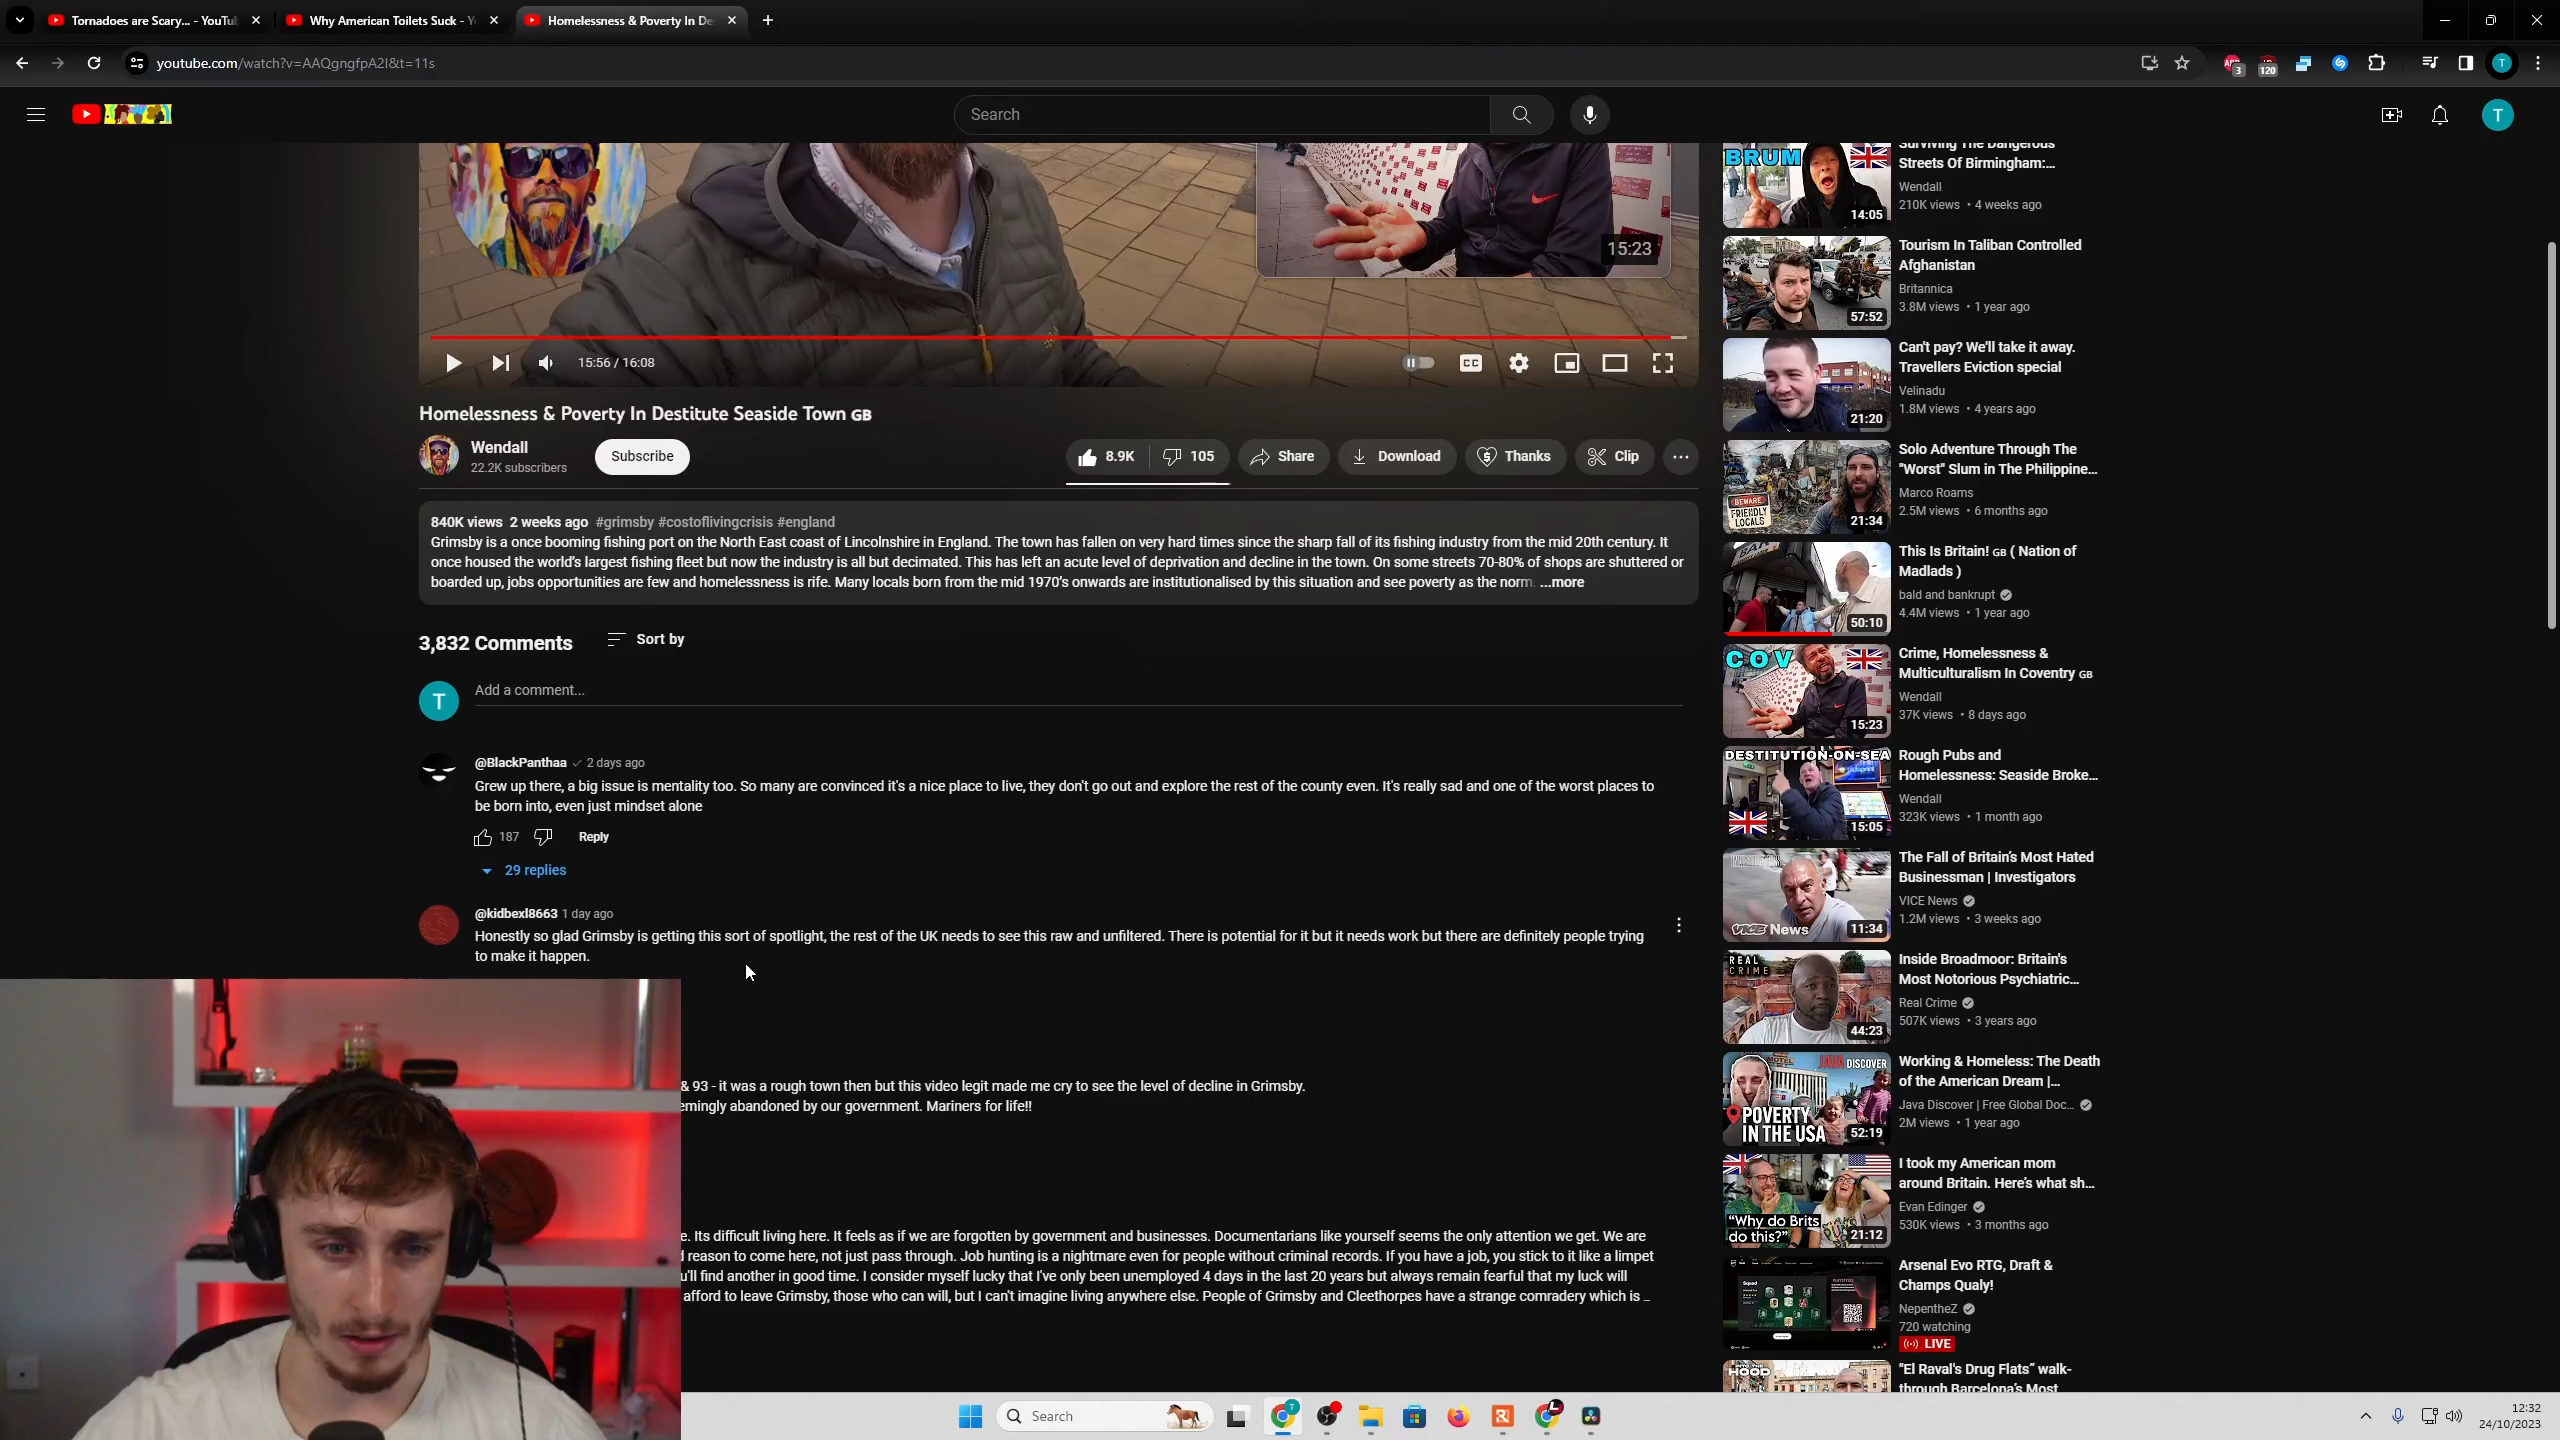 Tornadoes are Scary... - YouTu
Why American Toilets Suck - Y
Homelessness & Poverty In De
youtube.com/watch?v=AAQgngfpA2I&t=11s
3
120
T
Search
T
15:23
15:56 / 16:08
CC
Homelessness & Poverty In Destitute Seaside Town GB
Wendall
22.2K subscribers
Subscribe
8.9K
105
Share
Download
Thanks
Clip
840K views 2 weeks ago #grimsby #costoflivingcrisis #england
Grimsby is a once booming fishing port on the North East coast of Lincolnshire in England. The town has fallen on very hard times since the sharp fall of its fishing industry from the mid 20th century. It
once housed the world's largest fishing fleet but now the industry is all but decimated. This has left an acute level of deprivation and decline in the town. On some streets 70-80% of shops are shuttered or
boarded up, jobs opportunities are few and homelessness is rife. Many locals born from the mid 1970's onwards are institutionalised by this situation and see poverty as the norm. ...more
3,832 Comments
Sort by
T
Add a comment...
@BlackPanthaa 2 days ago
Grew up there, a big issue is mentality too. So many are convinced it's a nice place to live, they don't go out and explore the rest of the county even. It's really sad and one of the worst places to
be born into, even just mindset alone
187
Reply
29 replies
@kidbexl8663 1 day ago
Honestly so glad Grimsby is getting this sort of spotlight, the rest of the UK needs to see this raw and unfiltered. There is potential for it but it needs work but there are definitely people trying
to make it happen.
& 93 - it was a rough town then but this video legit made me cry to see the level of decline in Grimsby.
emingly abandoned by our government. Mariners for life!!
e. Its difficult living here. It feels as if we are forgotten by government and businesses. Documentarians like yourself seems the only attention we get. We are
d reason to come here, not just pass through. Job hunting is a nightmare even for people without criminal records. If you have a job, you stick to it like a limpet
u'll find another in good time. I consider myself lucky that I've only been unemployed 4 days in the last 20 years but always remain fearful that my luck will
afford to leave Grimsby, those who can will, but I can't imagine living anywhere else. People of Grimsby and Cleethorpes have a strange comradery which is ..
BRUM
14:05
Surviving The Dangerous
Streets Of Birmingham:...
Wendall
210K views • 4 weeks ago
57:52
Tourism In Taliban Controlled
Afghanistan
Britannica
3.8M views • 1 year ago
21:20
Can't pay? We'll take it away.
Travellers Eviction special
Velinadu
1.8M views • 4 years ago
BEWARE
FRIENDLY
LOCALS
21:34
Solo Adventure Through The
"Worst" Slum in The Philippine...
Marco Roams
2.5M views • 6 months ago
BAR
50:10
This Is Britain! GB ( Nation of
Madlads )
bald and bankrupt
4.4M views • 1 year ago
COV
15:23
Crime, Homelessness &
Multiculturalism In Coventry GB
Wendall
37K views • 8 days ago
DESTITUTION-ON-SEA
15:05
Rough Pubs and
Homelessness: Seaside Broke...
Wendall
323K views • 1 month ago
VICE News
11:34
The Fall of Britain's Most Hated
Businessman | Investigators
VICE News
1.2M views • 3 weeks ago
REAL
CRIME
44:23
Inside Broadmoor: Britain's
Most Notorious Psychiatric...
Real Crime
507K views • 3 years ago
MOTEL
JAVA DISCOVER
POVERTY
IN THE USA
52:19
Working & Homeless: The Death
of the American Dream |...
Java Discover | Free Global Doc...
2M views • 1 year ago
"Why do Brits
do this?"
21:12
I took my American mom
around Britain. Here's what sh...
Evan Edinger
530K views • 3 months ago
Arsenal Evo RTG, Draft &
Champs Qualy!
NepentheZ
720 watching
LIVE
HOOD
"El Raval's Drug Flats" walk-
through Barcelona's Most
Search
12:32
24/10/2023